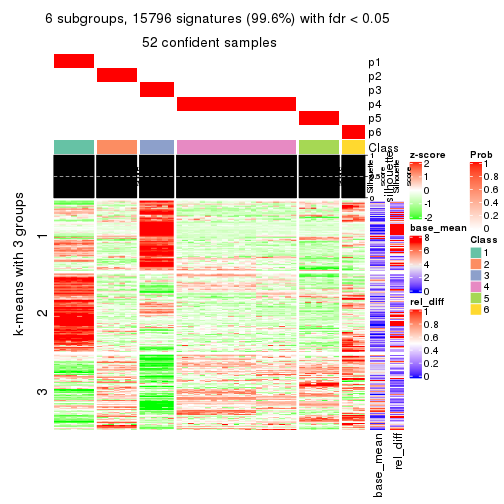 6 subgroups, 15796 signatures (99.6%) with fdr < 0.05
52 confident samples
p1
p2
p3
p4
p5
p6
Class
silhouette
Silhouette
k-means with 3 groups
1
2
3
base_mean
rel_diff
z-score
2
1
0
-1
-2
base_mean
8
6
4
2
0
rel_diff
1
0.8
0.6
0.4
0.2
0
Prob
1
0.8
0.6
0.4
0.2
0
Class
1
2
3
4
5
6